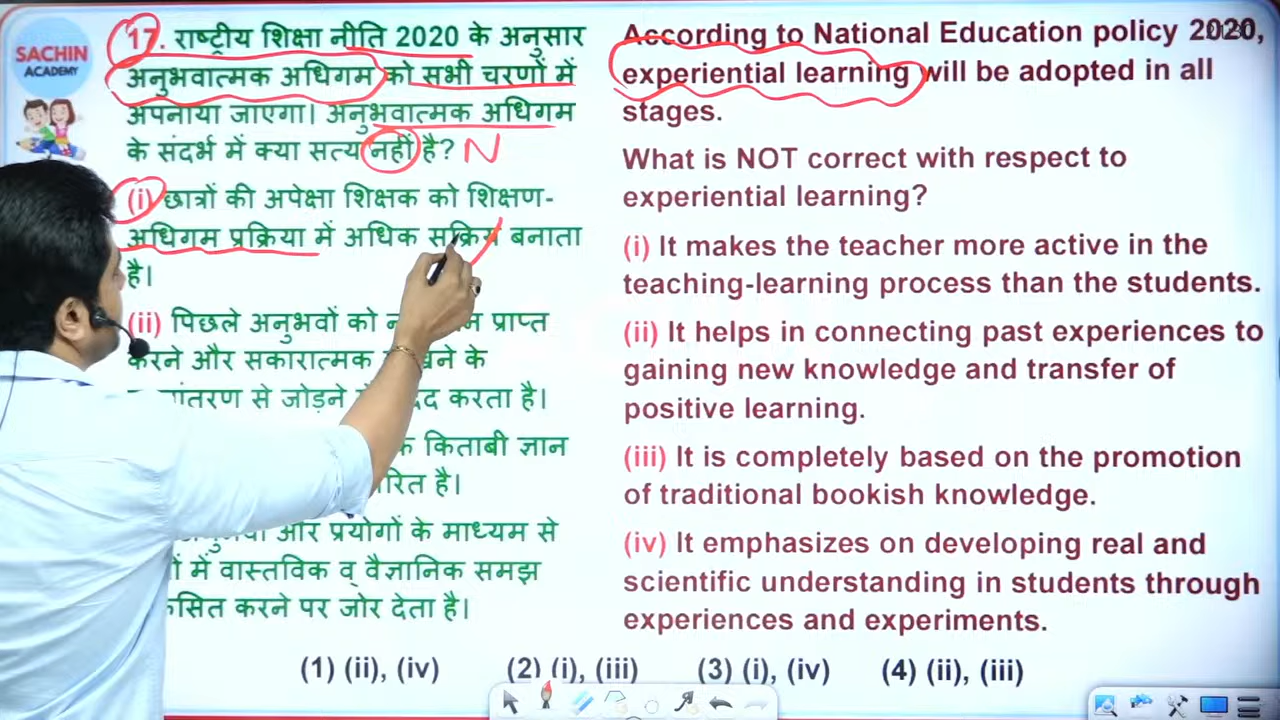 SACHIN
ACADEMY
17. राष्ट्रीय शिक्षा नीति 2020 के अनुसार
अनुभवात्मक अधिगम को सभी चरणों में
अपनाया जाएगा। अनुभवात्मक अधिगम
के संदर्भ में क्या सत्य नहीं है? N
(i) छात्रों की अपेक्षा शिक्षक को शिक्षण-
अधिगम प्रक्रिया में अधिक सक्रिय बनाता
है।
(ii) पिछले अनुभवों को प्राप्त
करने और सकारात्मक के
से जोड़ने करता है।
किताबी ज्ञान
है।
और प्रयोगों के माध्यम से
में वास्तविक व् वैज्ञानिक समझ
करने पर जोर देता है।
According to National Education policy 2020,
experiential learning will be adopted in all
stages.
What is NOT correct with respect to
experiential learning?
(i) It makes the teacher more active in the
teaching-learning process than the students.
(ii) It helps in connecting past experiences to
gaining new knowledge and transfer of
positive learning.
(iii) It is completely based on the promotion
of traditional bookish knowledge.
(iv) It emphasizes on developing real and
scientific understanding in students through
experiences and experiments.
(1) (ii), (iv) (2) (i), (iii) (3) (i), (iv) (4) (ii), (iii)